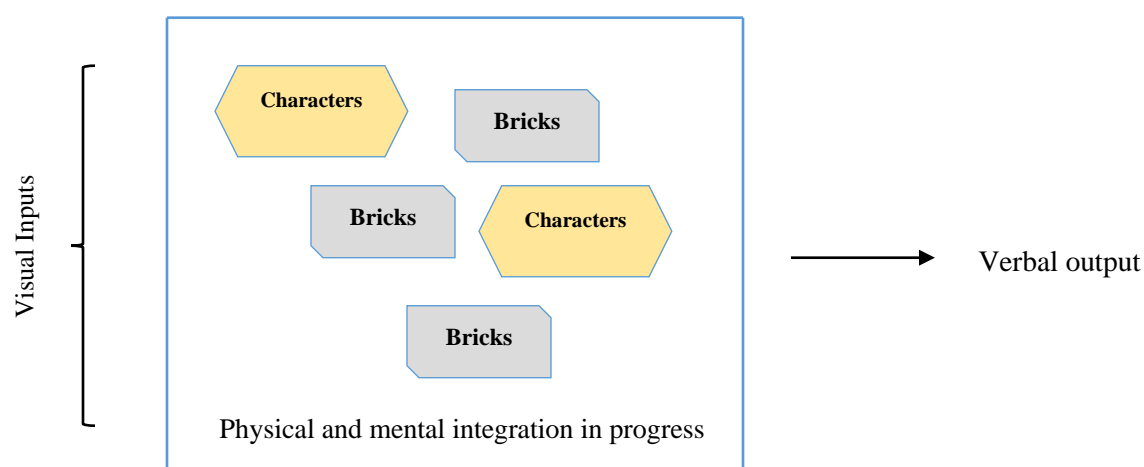 Visual Inputs
Characters
Bricks
Bricks
Characters
Bricks
Physical and mental integration in progress
Verbal output